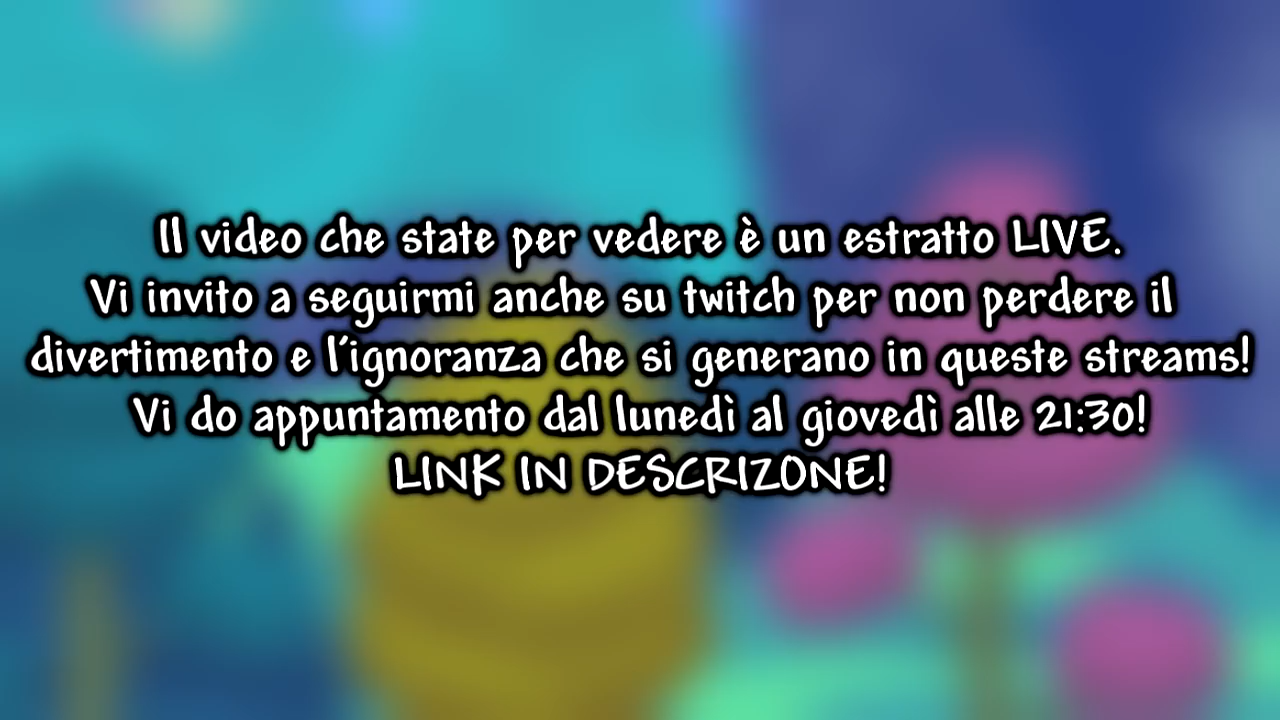 Il video che state per vedere è un estratto LIVE.
Vi invito a seguirmi anche su twitch per non perdere il
divertimento e l'ignoranza che si generano in queste streams!
Vi do appuntamento dal lunedì al giovedì alle 21:30!
LINK IN DESCRIZONE!